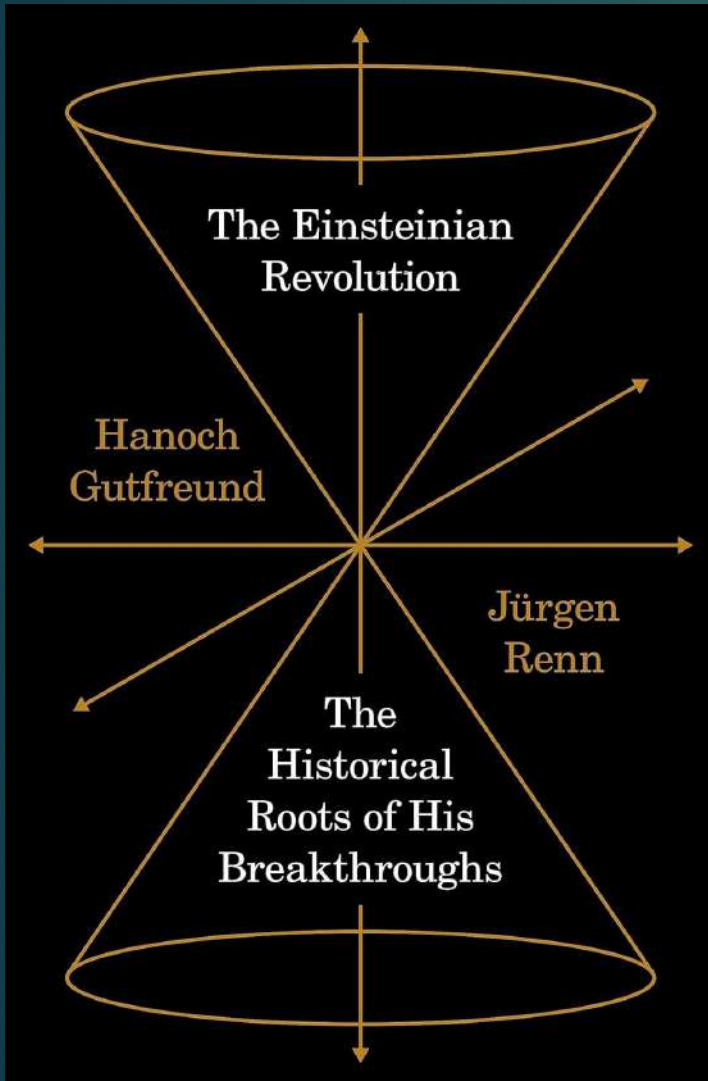 The Einsteinian
Revolution
Hanoch
Gutfreund
Jürgen
Renn
The
Historical
Roots of His
Breakthroughs